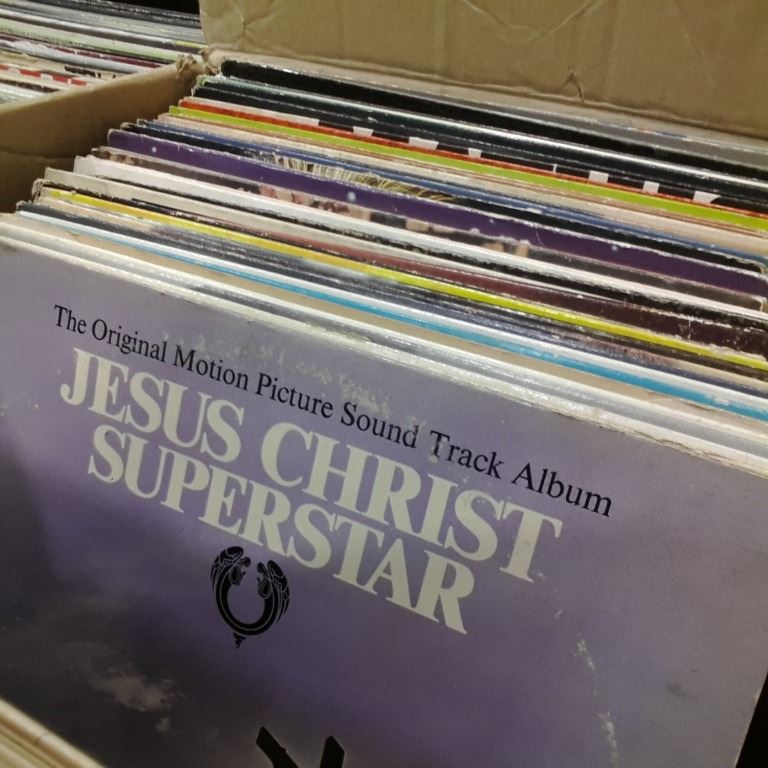 The Original Motion Picture Sound Track Album
JESUS CHRIST
SUPERSTAR